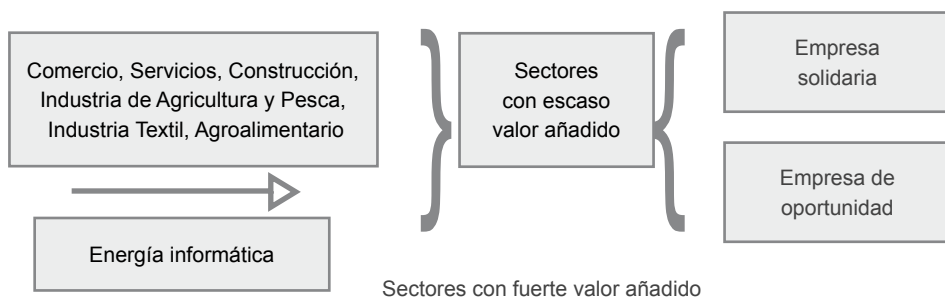 Comercio, Servicios, Construcción,
Industria de Agricultura y Pesca,
Industria Textil, Agroalimentario
Energía informática
Sectores
con escaso
valor añadido
Empresa
solidaria
Empresa de
oportunidad
Sectores con fuerte valor añadido